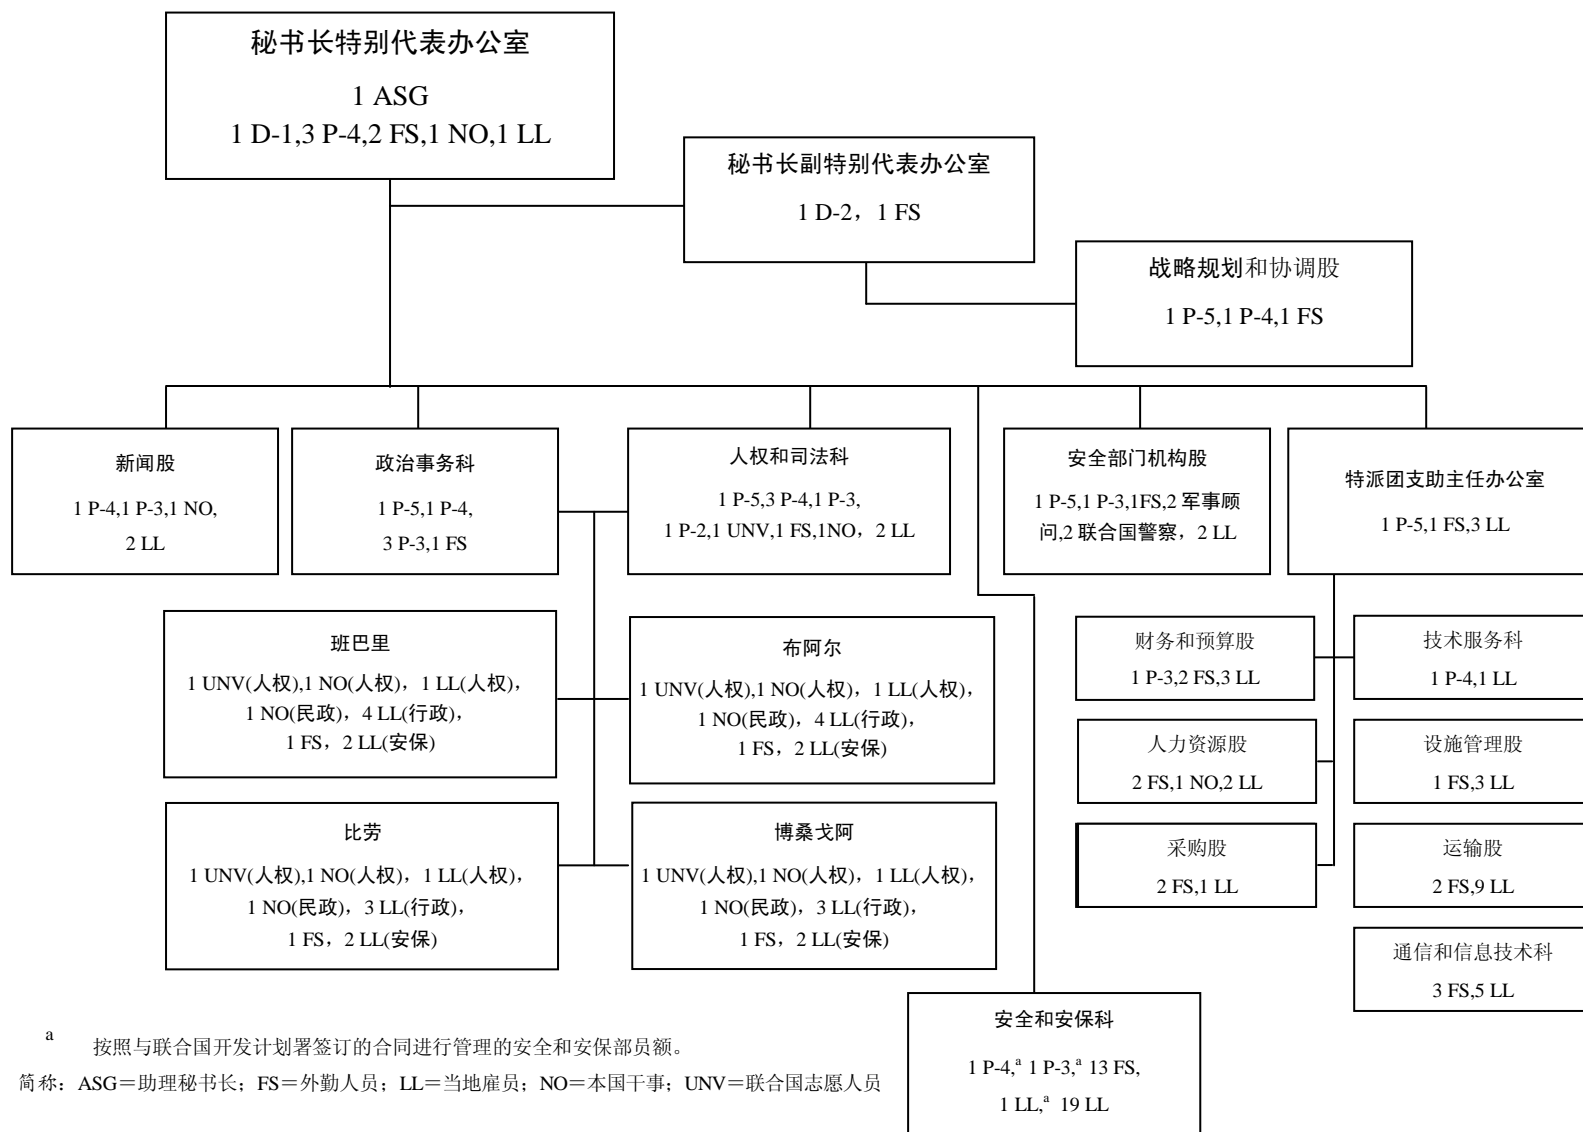 秘书长特别代表办公室
1 ASG
1 D-1,3 P-4,2 FS,1 NO,1 LL
秘书长副特别代表办公室
1 D-2，1 FS
战略规划和协调股
1 P-5,1 P-4,1 FS
新闻股
1 P-4,1 P-3,1 NO,
2 LL
政治事务科
1 P-5,1 P-4,
3 P-3,1 FS
人权和司法科
1 P-5,3 P-4,1 P-3,
1 P-2,1 UNV,1 FS,1NO，2 LL
安全部门机构股
1 P-5,1 P-3,1FS,2 军事顾
问,2 联合国警察，2 LL
特派团支助主任办公室
1 P-5,1 FS,3 LL
班巴里
1 UNV(人权),1 NO(人权)，1 LL(人权)，
1 NO(民政)，4 LL(行政)，
1 FS，2 LL(安保)
布阿尔
1 UNV(人权),1 NO(人权)，1 LL(人权)，
1 NO(民政)，4 LL(行政)，
1 FS，2 LL(安保)
比劳
1 UNV(人权),1 NO(人权)，1 LL(人权)，
1 NO(民政)，3 LL(行政)，
1 FS，2 LL(安保)
博桑戈阿
1 UNV(人权),1 NO(人权)，1 LL(人权)，
1 NO(民政)，3 LL(行政)，
1 FS，2 LL(安保)
财务和预算股
1 P-3,2 FS,3 LL
技术服务科
1 P-4,1 LL
人力资源股
2 FS,1 NO,2 LL
设施管理股
1 FS,3 LL
采购股
2 FS,1 LL
运输股
2 FS,9 LL
通信和信息技术科
3 FS,5 LL
安全和安保科
1 P-4,a 1 P-3,a 13 FS,
1 LL,a 19 LL
a 按照与联合国开发计划署签订的合同进行管理的安全和安保部员额。
简称：ASG＝助理秘书长；FS＝外勤人员；LL＝当地雇员；NO＝本国干事；UNV＝联合国志愿人员